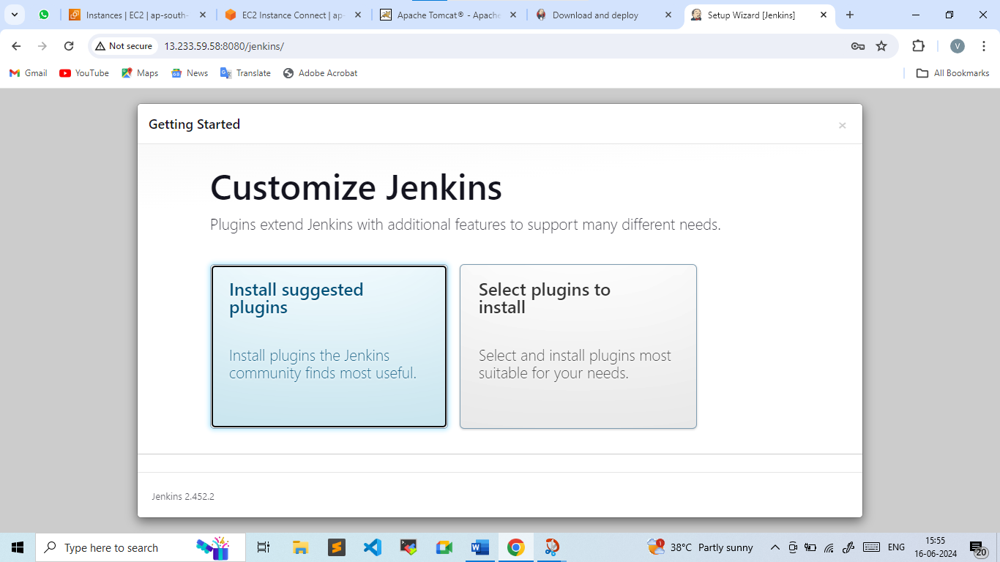 Instances | EC2 | ap-south-
EC2 Instance Connect | ap-
Apache Tomcat® - Apache
Download and deploy
Setup Wizard [Jenkins]
Not secure
13.233.59.58:8080/jenkins/
V
Gmail
YouTube
Maps
News
Translate
Adobe Acrobat
All Bookmarks
Getting Started
Customize Jenkins
Plugins extend Jenkins with additional features to support many different needs.
Install suggested
plugins
Install plugins the Jenkins
community finds most useful.
Select plugins to
install
Select and install plugins most
suitable for your needs.
Jenkins 2.452.2
Type here to search
38°C Partly sunny
ENG
15:55
16-06-2024
20